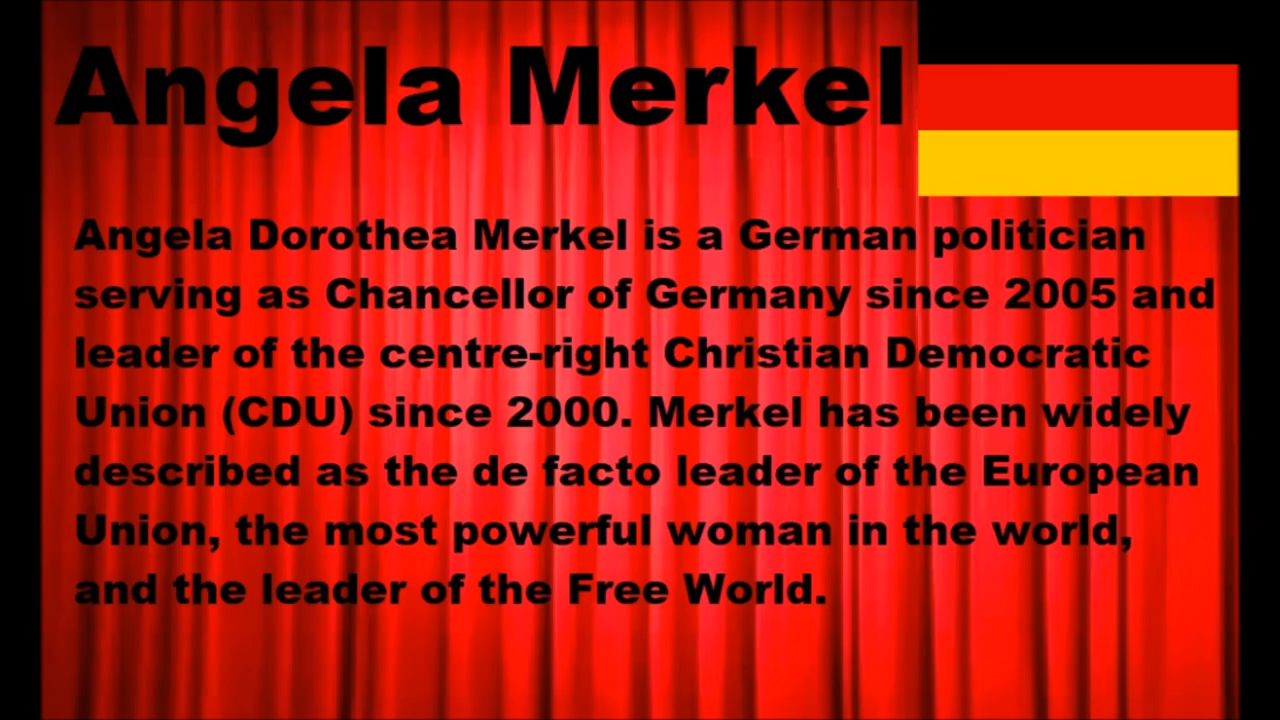 Angela Merkel
Angela Dorothea Merkel is a German politician
serving as Chancellor of Germany since 2005 and
leader of the centre-right Christian Democratic
Union (CDU) since 2000. Merkel has been widely
described as the de facto leader of the European
Union, the most powerful woman in the world,
and the leader of the Free World.